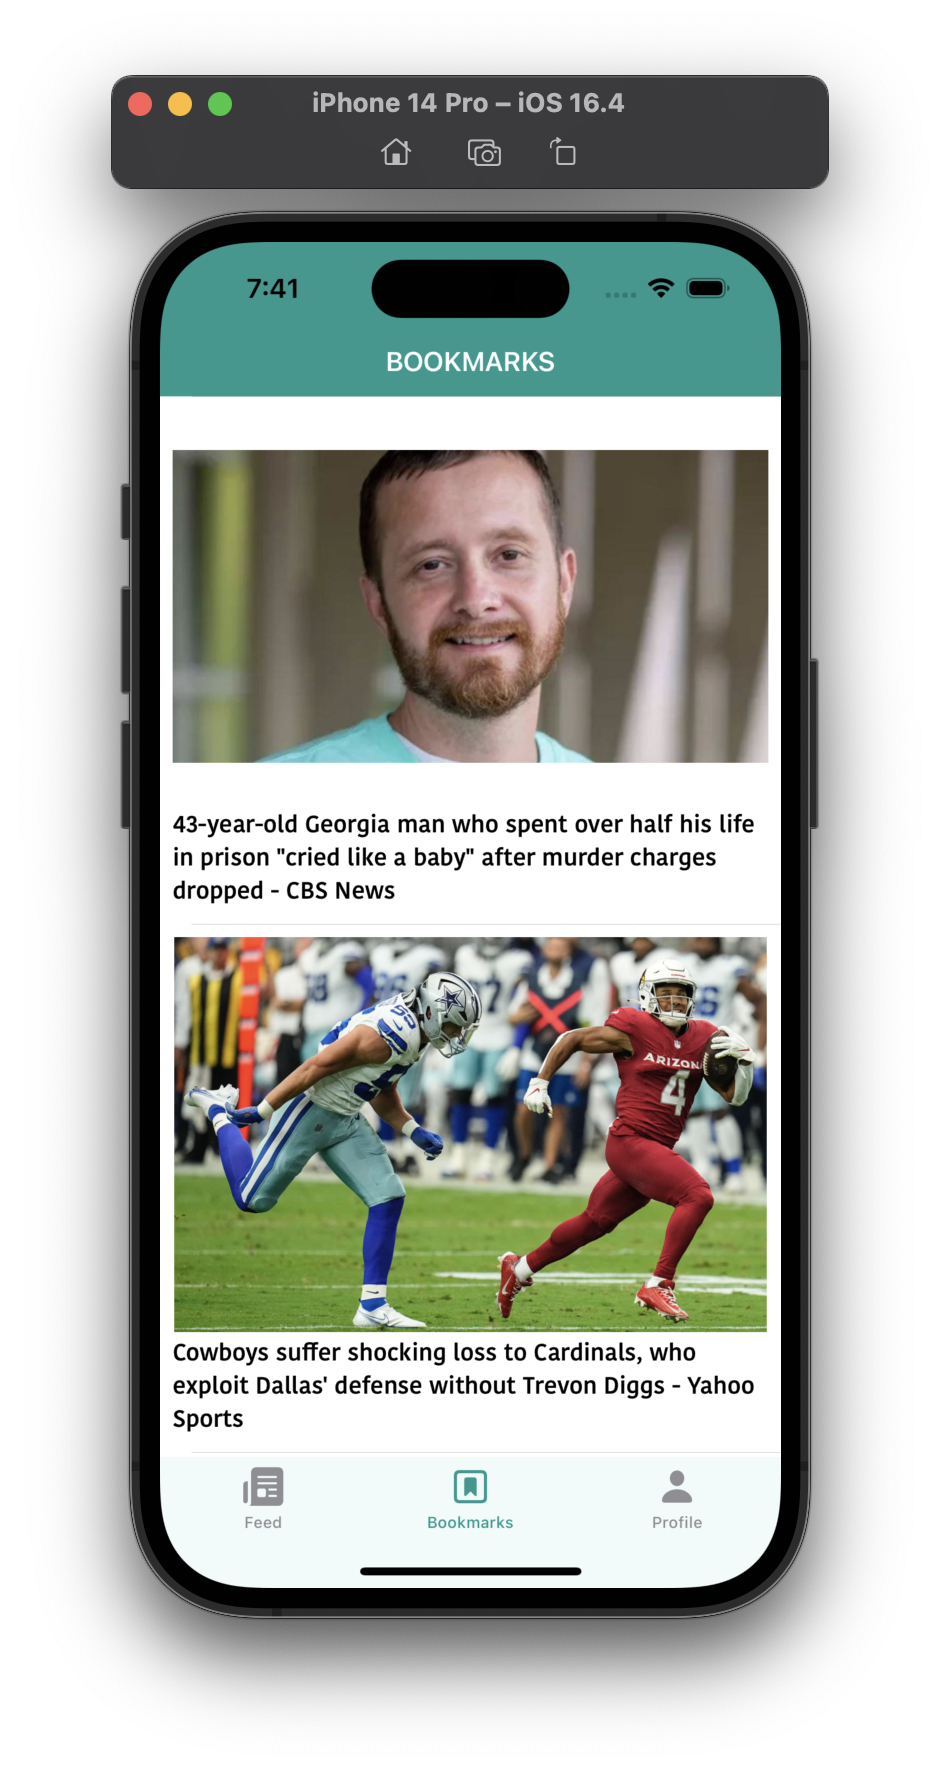 iPhone 14 Pro – iOS 16.4
7:41
BOOKMARKS
43-year-old Georgia man who spent over half his life
in prison "cried like a baby" after murder charges
dropped - CBS News
ARIZONA
4
Cowboys suffer shocking loss to Cardinals, who
exploit Dallas' defense without Trevon Diggs - Yahoo
Sports
Feed
Bookmarks
Profile